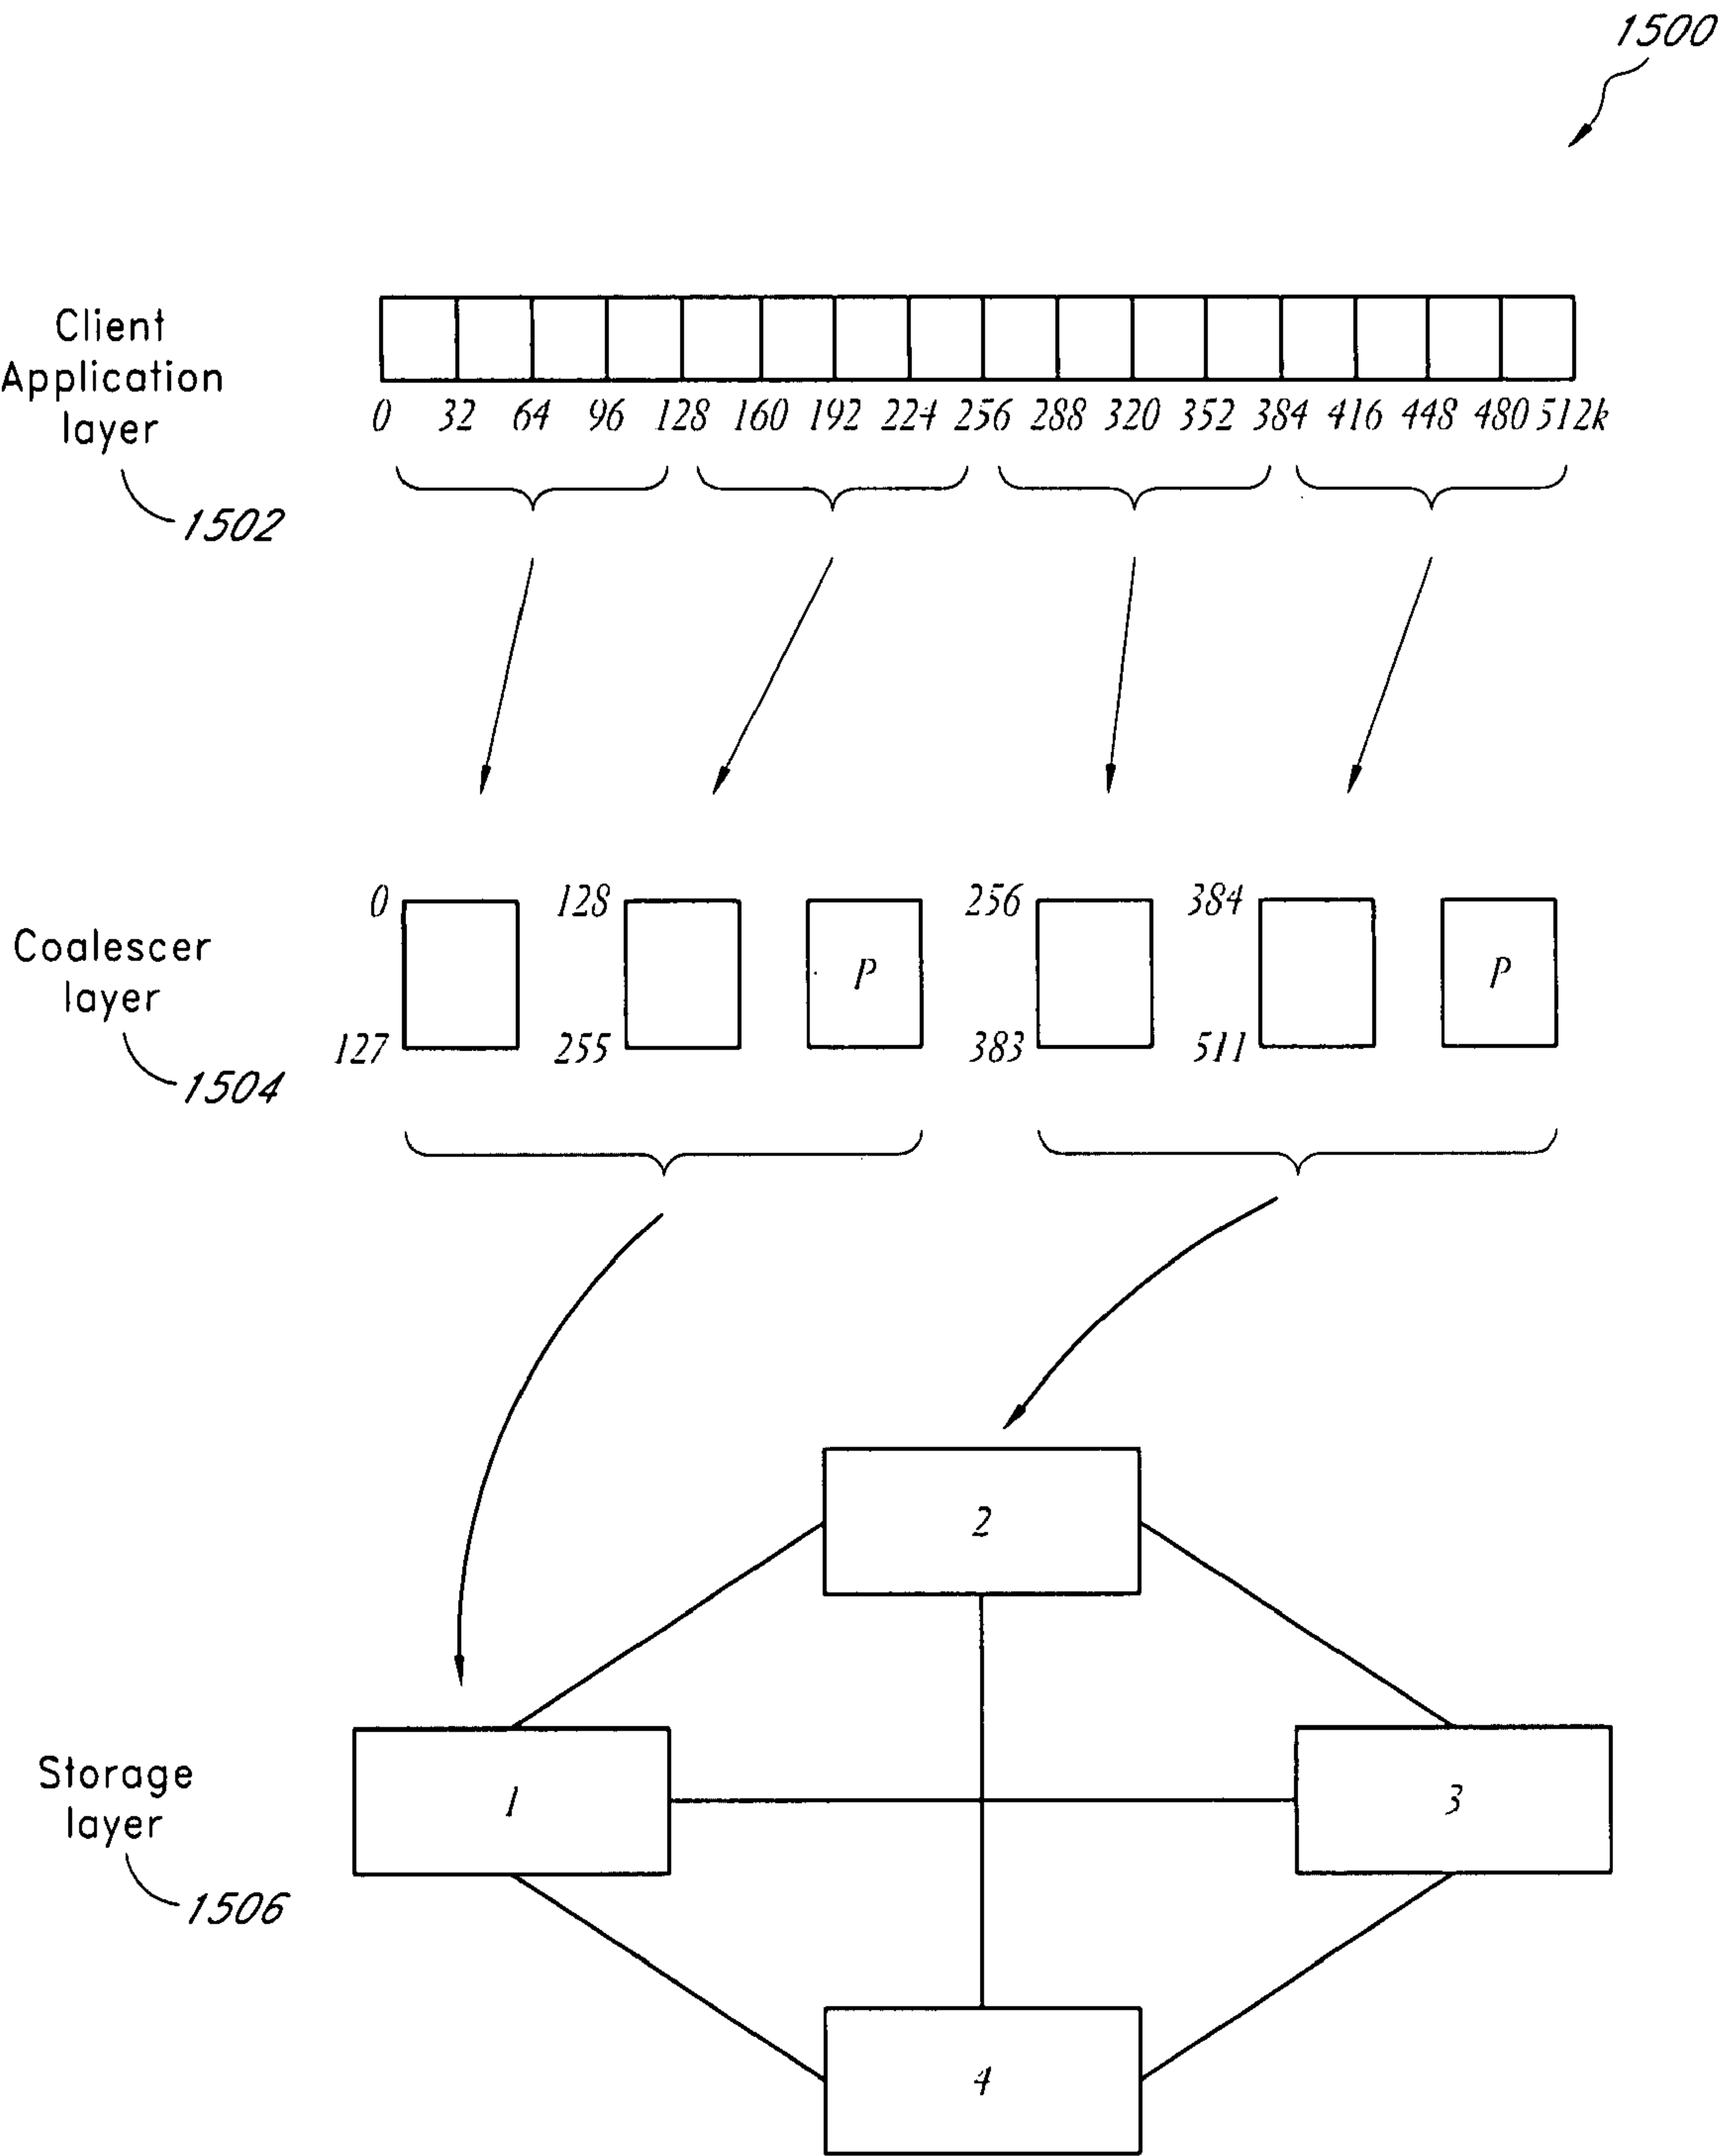 1500
Client
Application
layer
1502
0 32 64 96 128 160 192 224 256 288 320 352 384 416 448 480 512k
Coalescer
layer
1504
0 128 256 384
P P
127 255 383 511
2
Storage
layer
1506
1 3
4